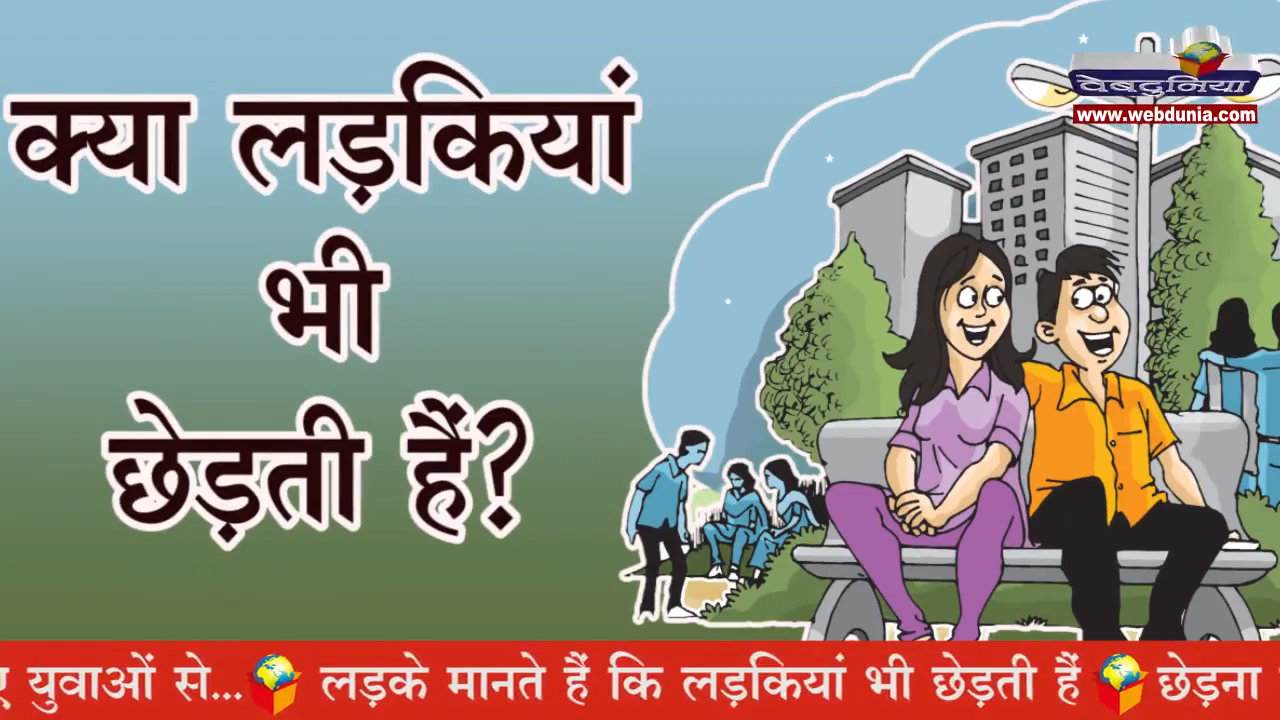 वेबदुनिया
www.webdunia.com
क्या लड़कियां
भी
छेड़ती हैं?
युवाओं से... लड़के मानते हैं कि लड़कियां भी छेड़ती हैं छेड़ना